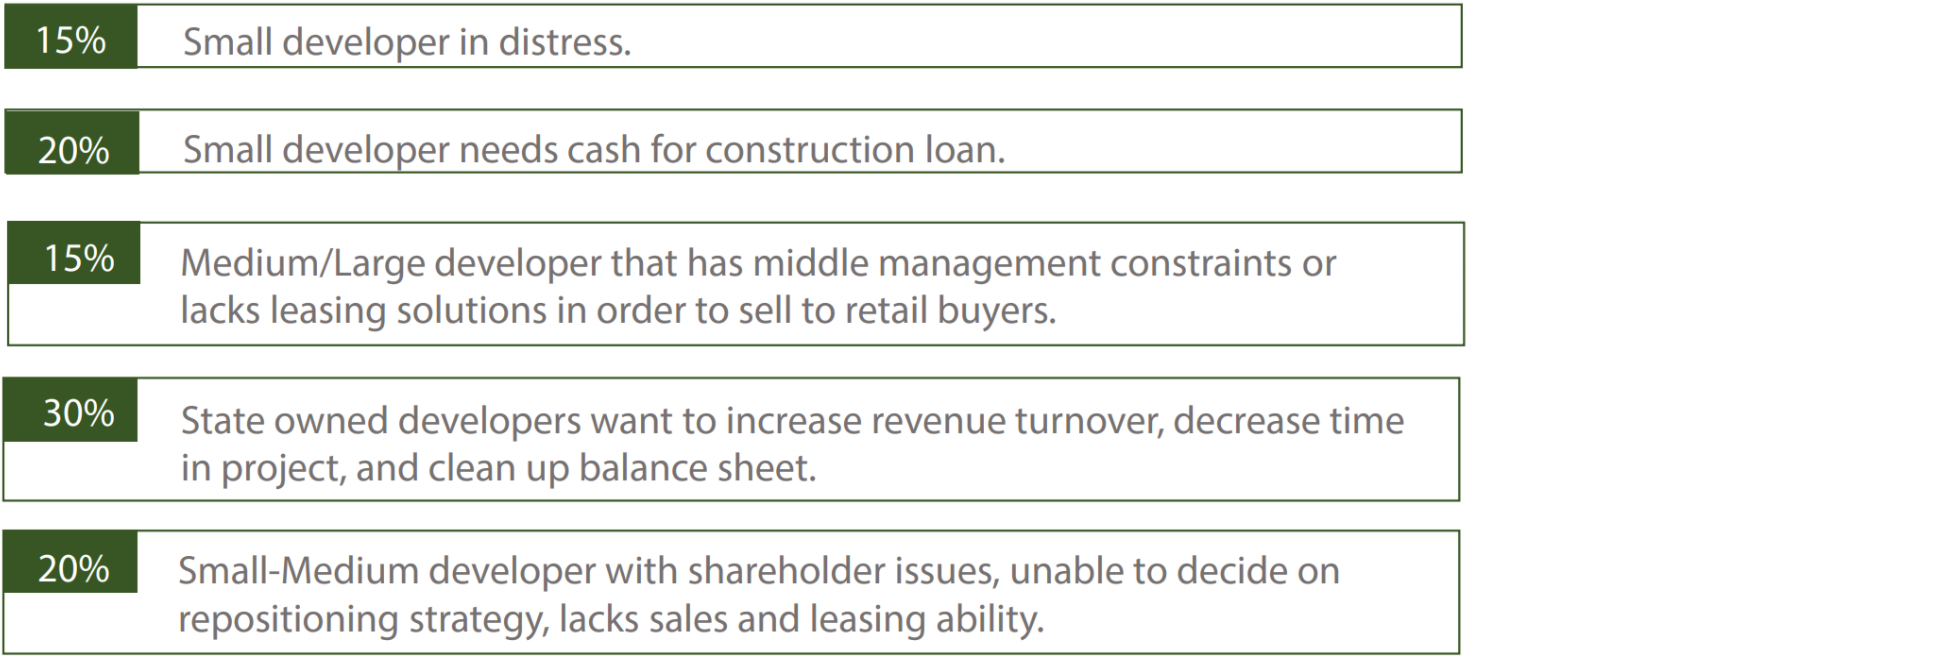 15%
Small developer in distress.
20%
Small developer needs cash for construction loan.
15%
Medium/Large developer that has middle management constraints or
lacks leasing solutions in order to sell to retail buyers.
30%
State owned developers want to increase revenue turnover, decrease time
in project, and clean up balance sheet.
20%
Small-Medium developer with shareholder issues, unable to decide on
repositioning strategy, lacks sales and leasing ability.